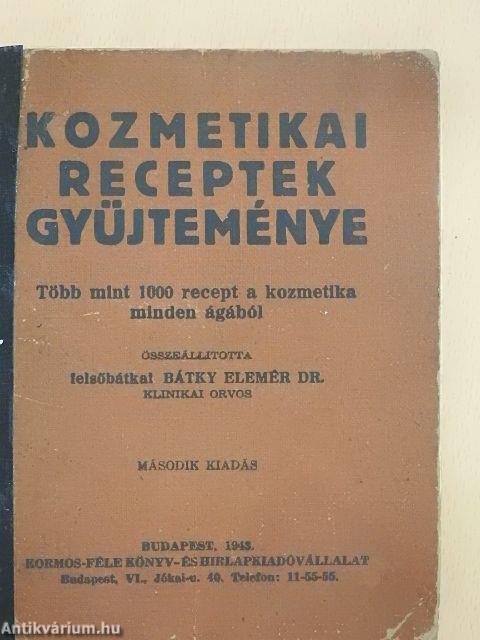 KOZMETIKAI
RECEPTEK
GYÜJTEMÉNYE
Több mint 1000 recept a kozmetika
minden ágából
ÖSSZEÁLLITOTTA
felsőbátkai BÁTKY ELEMÉR DR.
KLINIKAI ORVOS
MÁSODIK KIADÁS
BUDAPEST, 1943.
KORMOS-FÉLE KÖNYV- ÉS HIRLAPKIADÓVÁLLALAT
Budapest, VI., Jókai-u. 40. Telefon: 11-55-55.
Antikvárium.hu